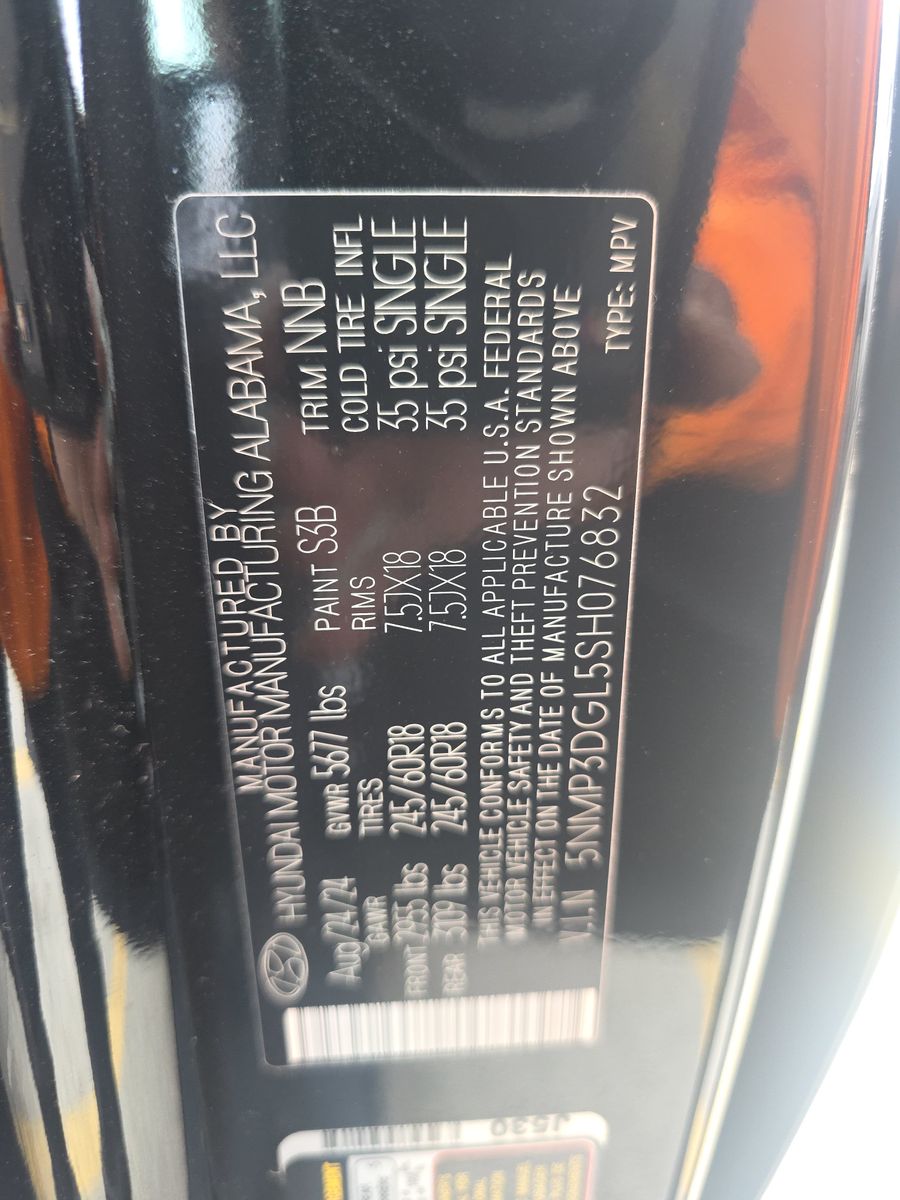 MANUFACTURED BY
HYUNDAI MOTOR MANUFACTURING ALABAMA, LLC
Aug/24/24 GVWR 5677 lbs PAINT S3B TRIM NNB
GAWR TIRES RIMS COLD TIRE INFL
FRONT 2955 lbs 245/60R18 7.5JX18 35 psi SINGLE
REAR 3109 lbs 245/60R18 7.5JX18 35 psi SINGLE
THIS VEHICLE CONFORMS TO ALL APPLICABLE U.S.A. FEDERAL
MOTOR VEHICLE SAFETY AND THEFT PREVENTION STANDARDS
IN EFFECT ON THE DATE OF MANUFACTURE SHOWN ABOVE
V.I.N 5NMP3DGL5SH076832 TYPE: MPV
J530